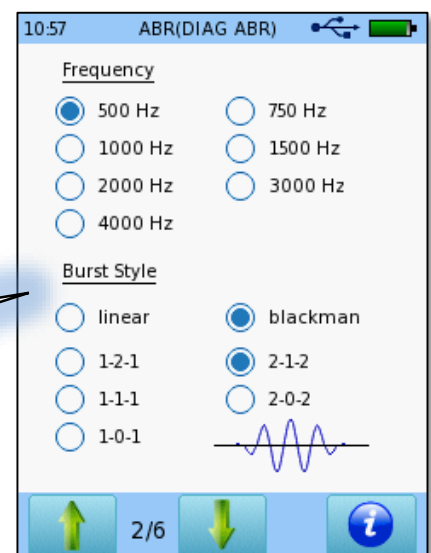 10:57 ABR(DIAG ABR)
Frequency
500 Hz 750 Hz
1000 Hz 1500 Hz
2000 Hz 3000 Hz
4000 Hz
Burst Style
linear blackman
1-2-1 2-1-2
1-1-1 2-0-2
1-0-1
2/6
i